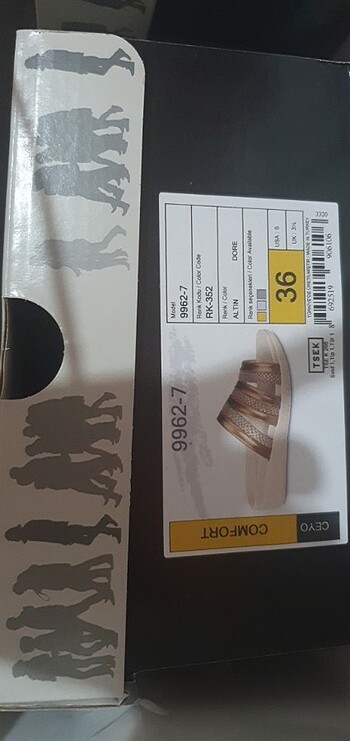 Model
9962-7
Renk Kodu / Color Code
RK-352
Renk / Color
ALTIN
DORE
Renk seçenekleri / Color Available
36
USA : 6
UK : 3½
TSEK
9962-7
COMFORT
CEYO